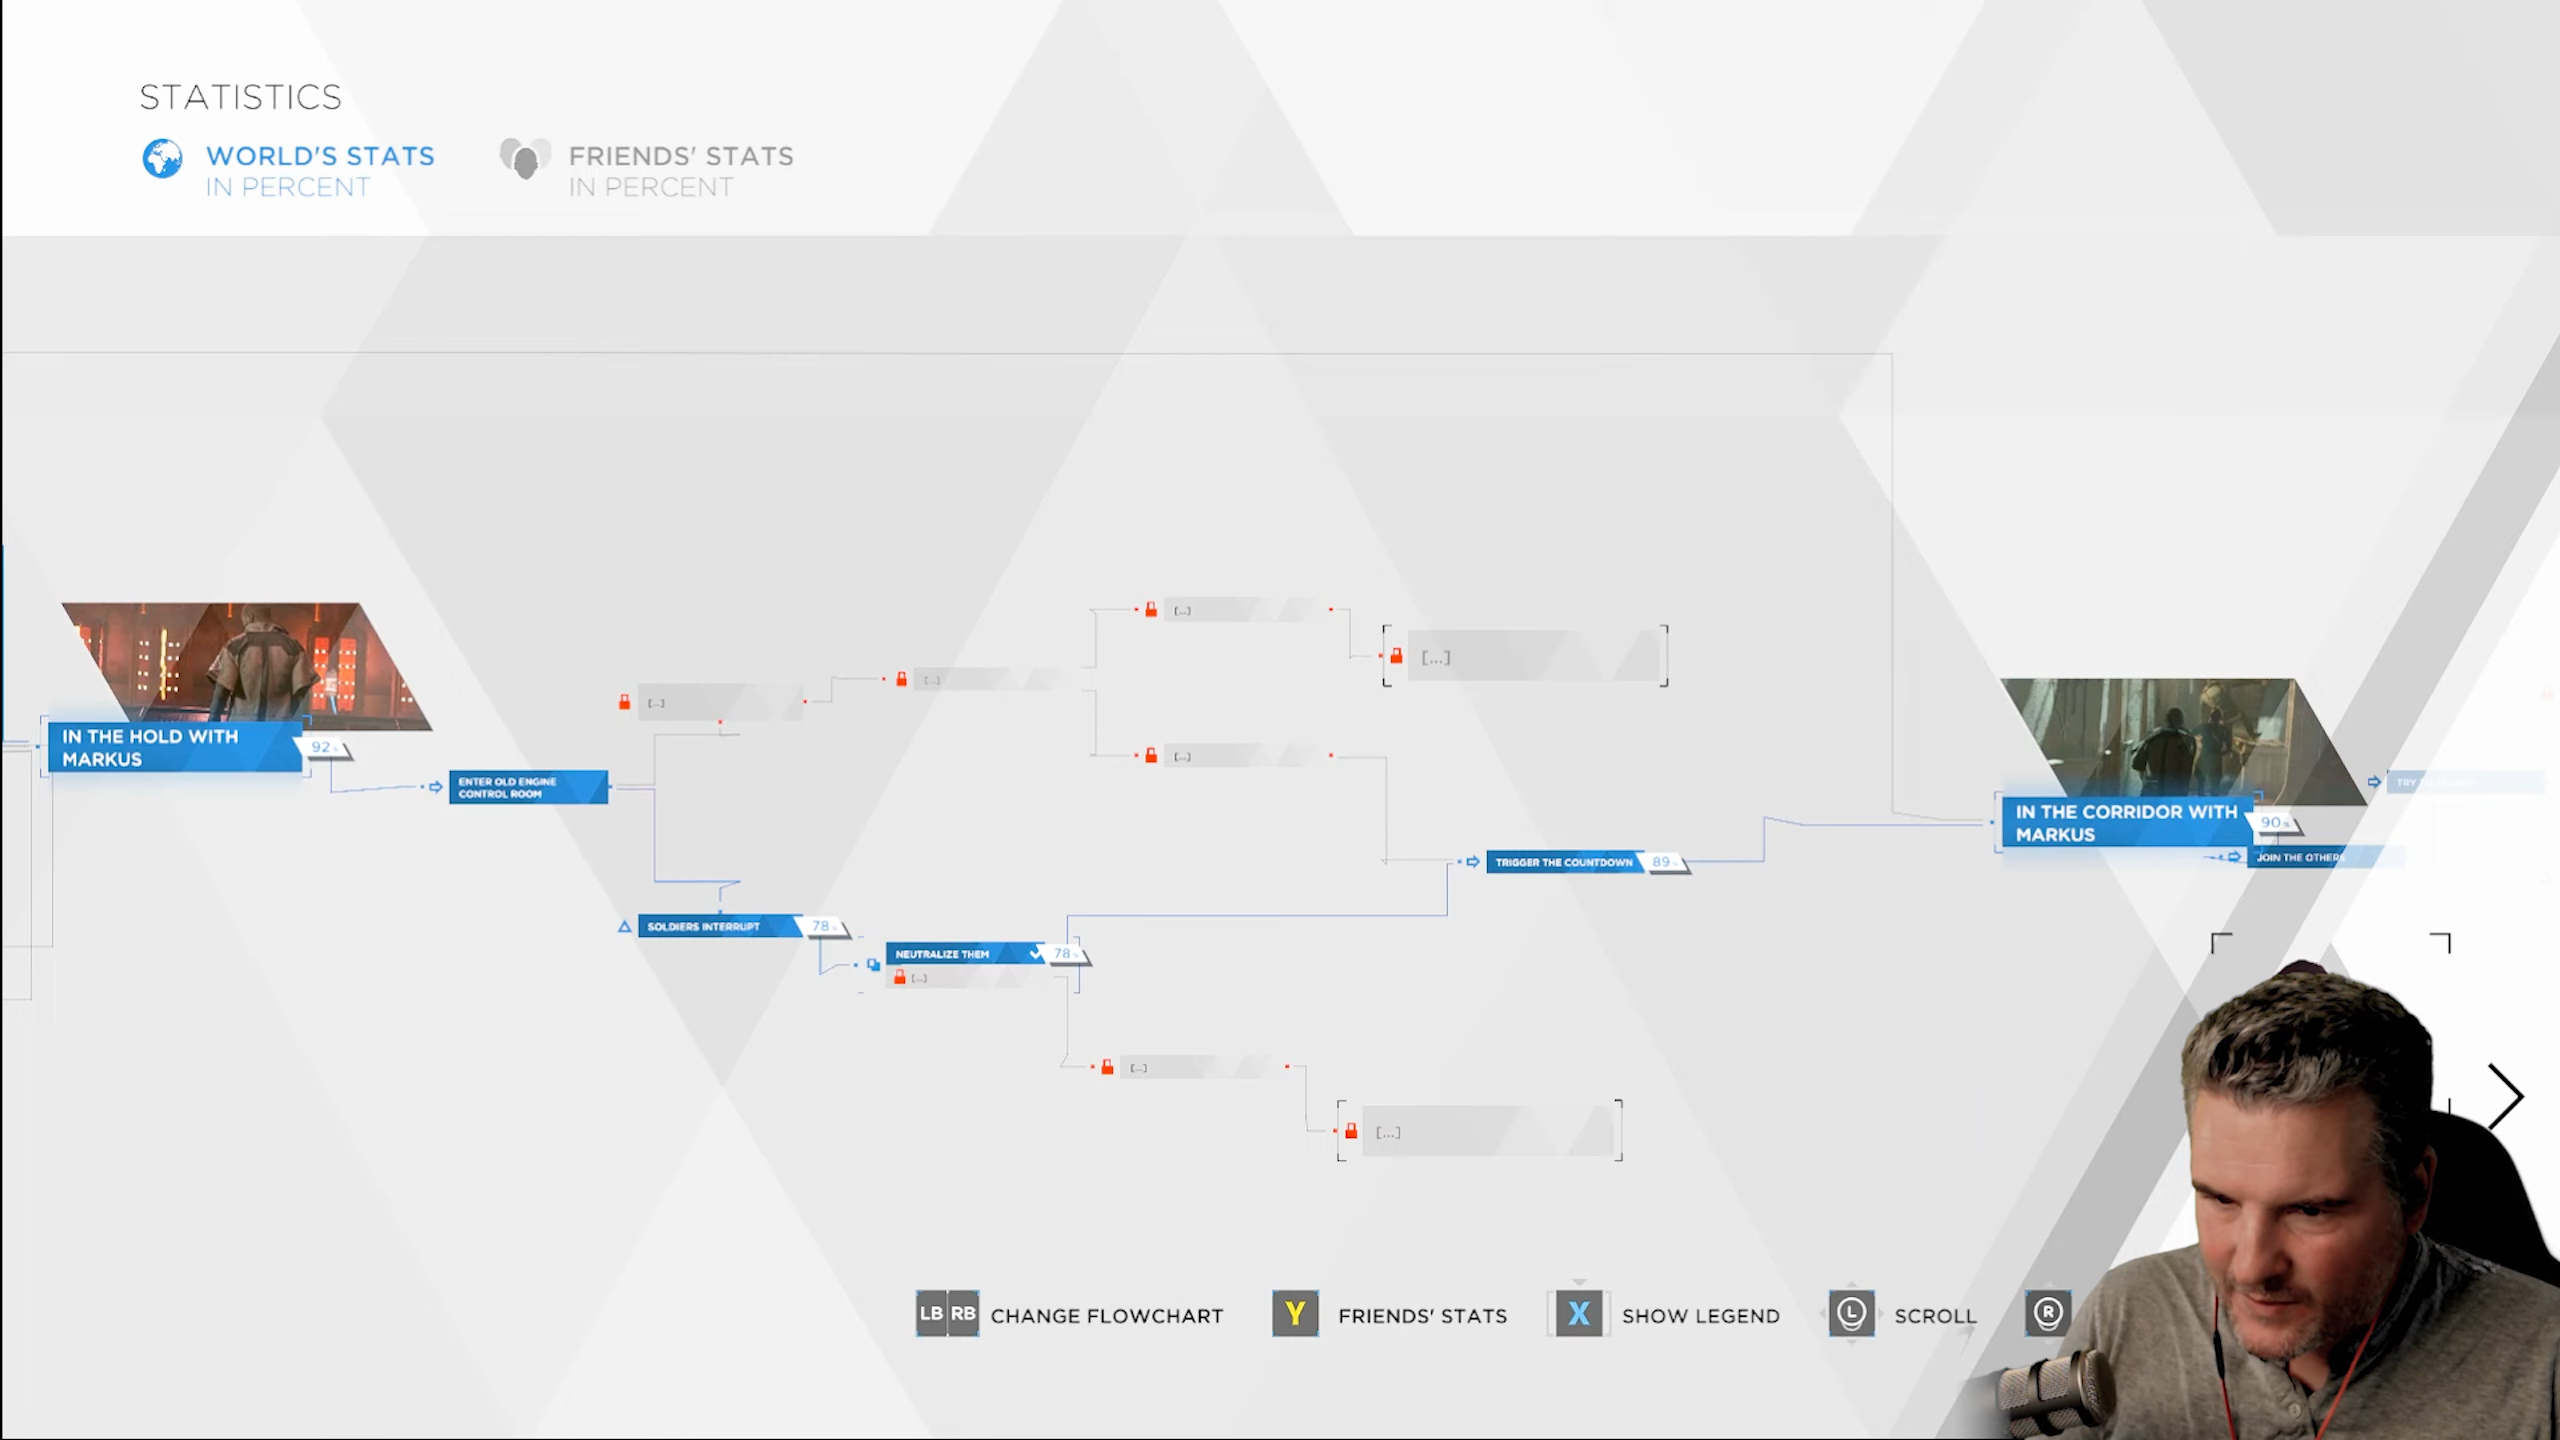 STATISTICS
WORLD'S STATS
IN PERCENT
FRIENDS' STATS
IN PERCENT
[...]
[...]
[...]
[...]
IN THE HOLD WITH
MARKUS
92%
ENTER OLD ENGINE
CONTROL ROOM
[...]
TRY
IN THE CORRIDOR WITH
MARKUS
90%
JOIN THE OTHERS
TRIGGER THE COUNTDOWN
89%
SOLDIERS INTERRUPT
78%
NEUTRALIZE THEM
78%
[...]
[...]
[...]
LB RB CHANGE FLOWCHART
Y FRIENDS' STATS
X SHOW LEGEND
L SCROLL
R